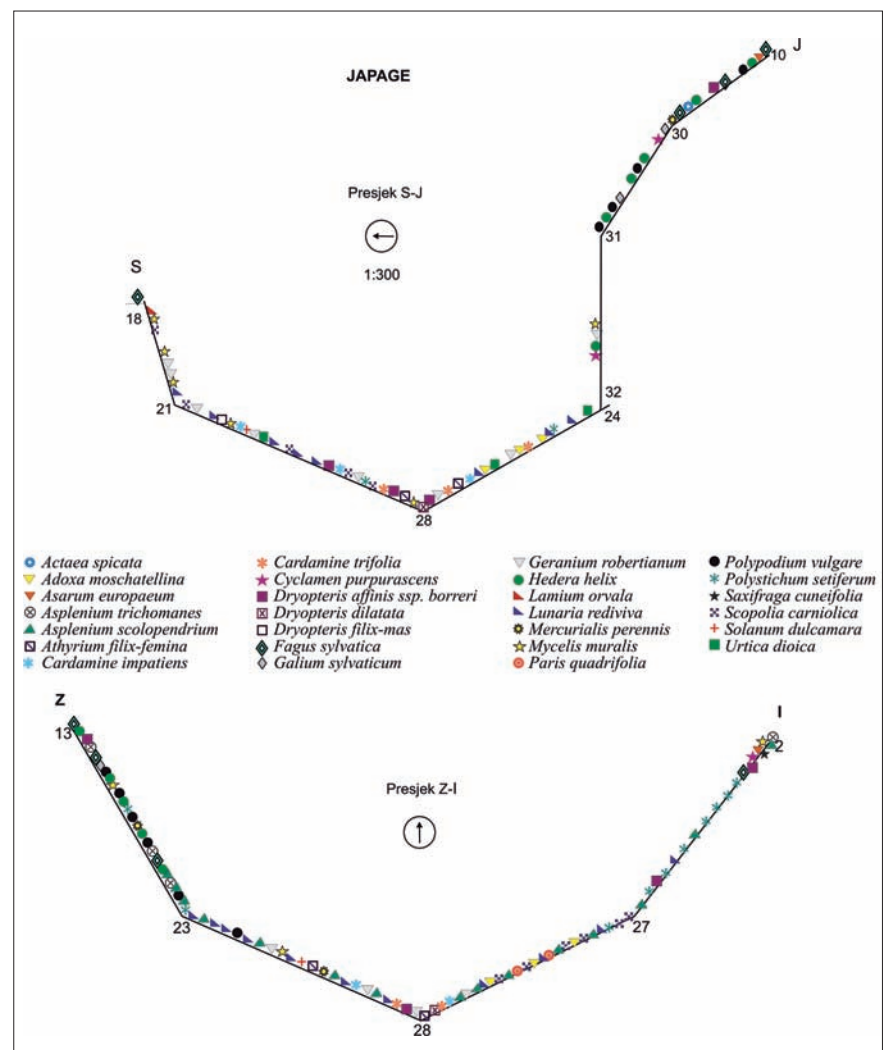 J
10
JAPAGE
30
Presjek S-J
31
1:300
S
18
32
21
24
28
Actaea spicata
Adoxa moschatellina
Asarum europaeum
Asplenium trichomanes
Asplenium scolopendrium
Athyrium filix-femina
Cardamine impatiens
Cardamine trifolia
Cyclamen purpurascens
Dryopteris affinis ssp. borreri
Dryopteris dilatata
Dryopteris filix-mas
Fagus sylvatica
Galium sylvaticum
Geranium robertianum
Hedera helix
Lamium orvala
Lunaria rediviva
Mercurialis perennis
Mycelis muralis
Paris quadrifolia
Polypodium vulgare
Polystichum setiferum
Saxifraga cuneifolia
Scopolia carniolica
Solanum dulcamara
Urtica dioica
Z
I
13
2
Presjek Z-I
23
27
28